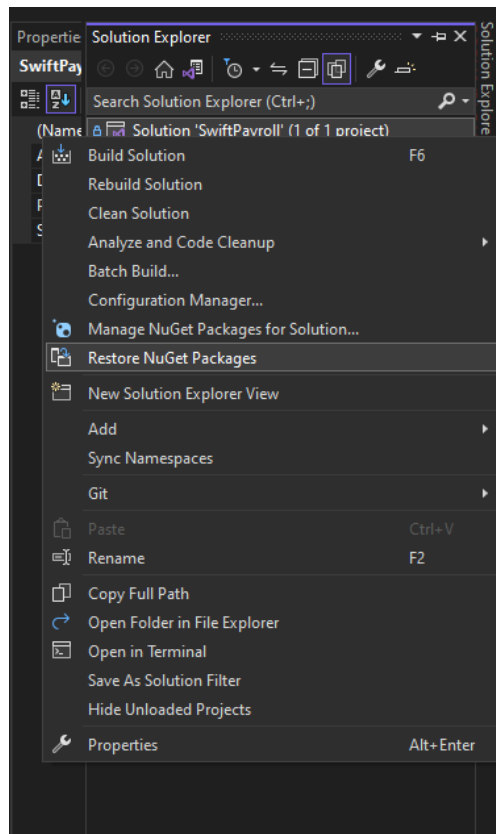 Propertie
Solution Explorer
SwiftPay
Search Solution Explorer (Ctrl+;)
(Name
Solution 'SwiftPayroll' (1 of 1 project)
Build Solution F6
Rebuild Solution
Clean Solution
Analyze and Code Cleanup
Batch Build...
Configuration Manager...
Manage NuGet Packages for Solution...
Restore NuGet Packages
New Solution Explorer View
Add
Sync Namespaces
Git
Paste Ctrl+V
Rename F2
Copy Full Path
Open Folder in File Explorer
Open in Terminal
Save As Solution Filter
Hide Unloaded Projects
Properties Alt+Enter
Solution Explore